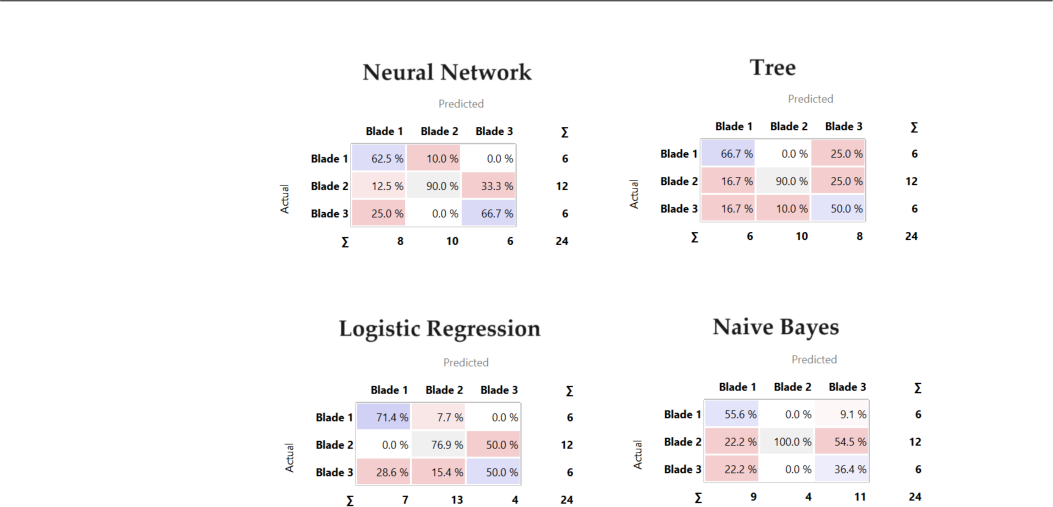 Neural Network
Predicted
Blade 1 Blade 2 Blade 3 Σ
Blade 1 62.5 % 10.0 % 0.0 % 6
Actual
Blade 2 12.5 % 90.0 % 33.3 % 12
Blade 3 25.0 % 0.0 % 66.7 % 6
Σ 8 10 6 24
Tree
Predicted
Blade 1 Blade 2 Blade 3 Σ
Blade 1 66.7 % 0.0 % 25.0 % 6
Actual
Blade 2 16.7 % 90.0 % 25.0 % 12
Blade 3 16.7 % 10.0 % 50.0 % 6
Σ 6 10 8 24
Logistic Regression
Predicted
Blade 1 Blade 2 Blade 3 Σ
Blade 1 71.4 % 7.7 % 0.0 % 6
Actual
Blade 2 0.0 % 76.9 % 50.0 % 12
Blade 3 28.6 % 15.4 % 50.0 % 6
Σ 7 13 4 24
Naive Bayes
Predicted
Blade 1 Blade 2 Blade 3 Σ
Blade 1 55.6 % 0.0 % 9.1 % 6
Actual
Blade 2 22.2 % 100.0 % 54.5 % 12
Blade 3 22.2 % 0.0 % 36.4 % 6
Σ 9 4 11 24